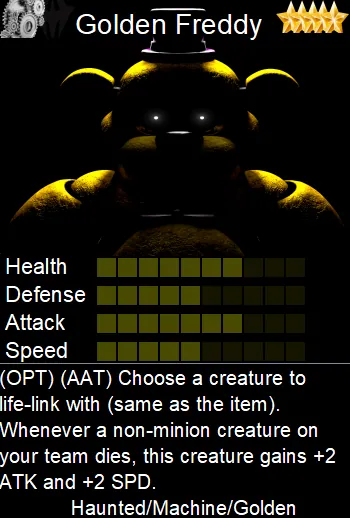 Golden Freddy
Health
Defense
Attack
Speed
(OPT) (AAT) Choose a creature to
life-link with (same as the item).
Whenever a non-minion creature on
your team dies, this creature gains +2
ATK and +2 SPD.
Haunted/Machine/Golden